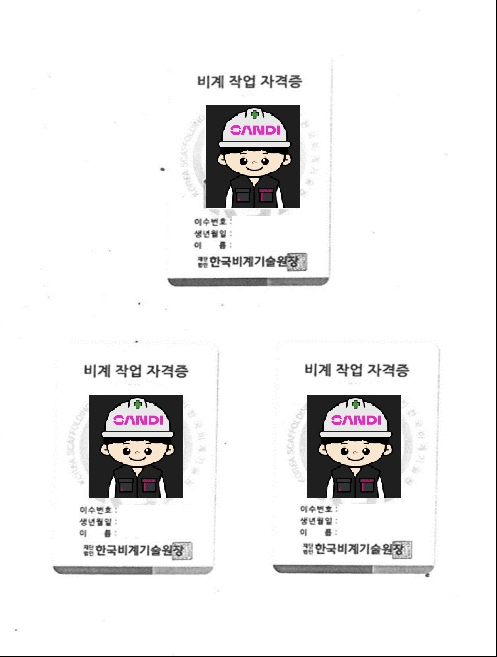 비계 작업 자격증
SANDI
이수번호 :
생년월일 :
이 름 :
재단법인 한국비계기술원장
비계 작업 자격증
SANDI
이수번호 :
생년월일 :
이 름 :
재단법인 한국비계기술원장
비계 작업 자격증
SANDI
이수번호 :
생년월일 :
이 름 :
재단법인 한국비계기술원장